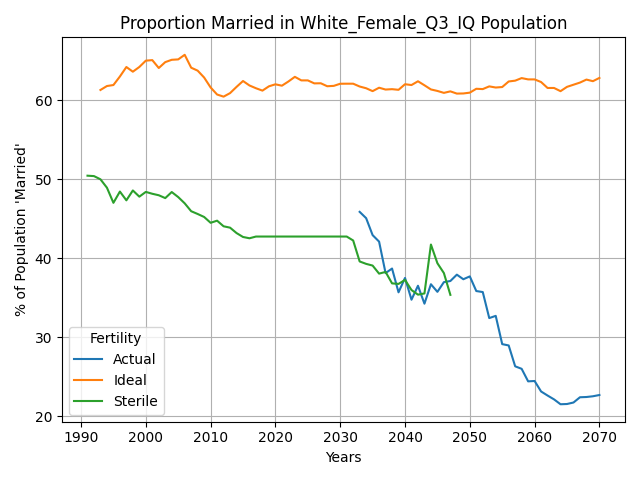 Proportion Married in White_Female_Q3_IQ Population
% of Population 'Married'
60
50
40
30
20
Fertility
Actual
Ideal
Sterile
1990 2000 2010 2020 2030 2040 2050 2060 2070
Years